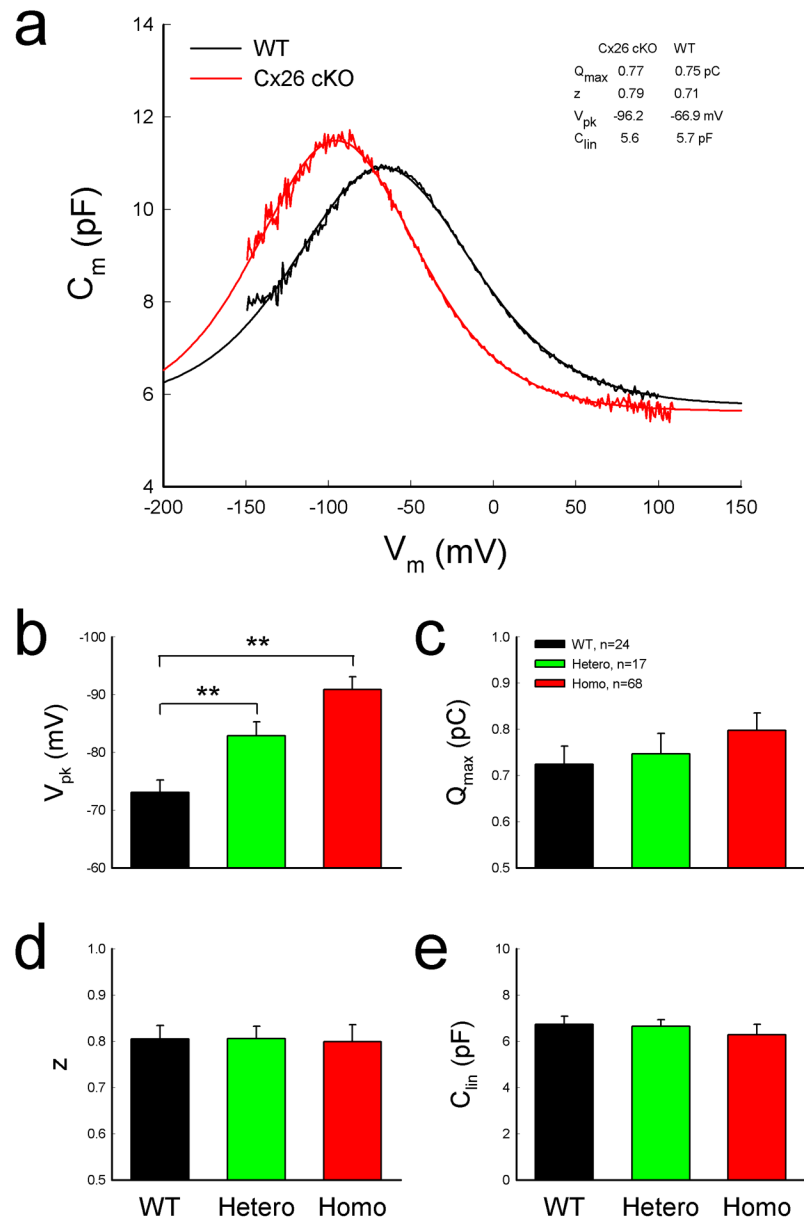 a
WT
Cx26 cKO
Cx26 cKO WT
Qmax 0.77 0.75 pC
z 0.79 0.71
Vpk -96.2 -66.9 mV
Clin 5.6 5.7 pF
14
12
10
8
6
4
Cm (pF)
-200 -150 -100 -50 0 50 100 150
Vm (mV)
b
-100
-90
-80
-70
-60
Vpk (mV)
**
**
c
1.0
0.9
0.8
0.7
0.6
0.5
Qmax (pC)
WT, n=24
Hetero, n=17
Homo, n=68
d
1.0
0.9
0.8
0.7
0.6
0.5
z
WT Hetero Homo
e
10
8
6
4
2
0
Clin (pF)
WT Hetero Homo